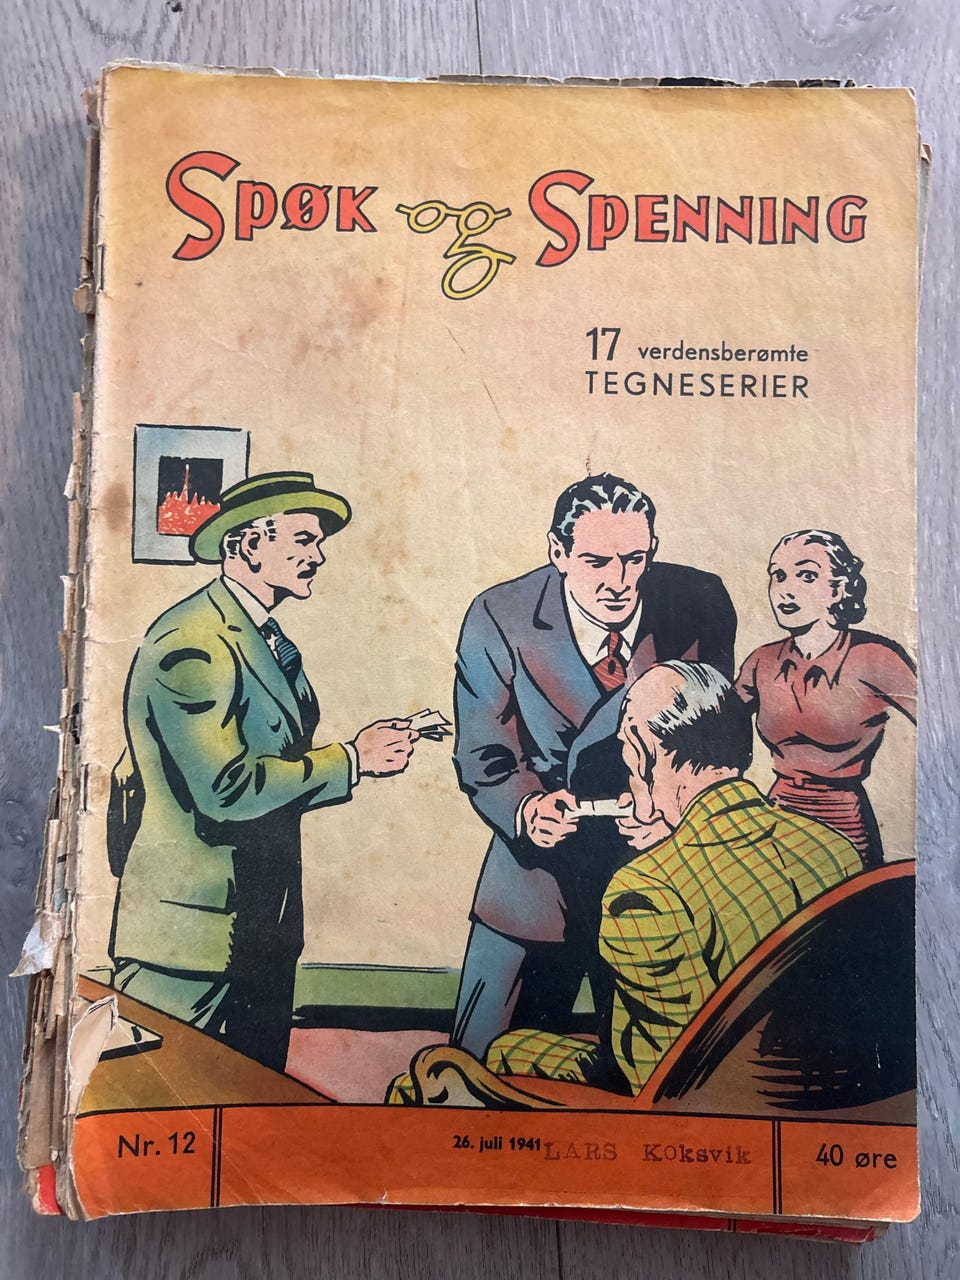 SPØK og SPENNING
17 verdensberømte
TEGNESERIER
Nr. 12
26. juli 1941 LARS Koksvik
40 øre